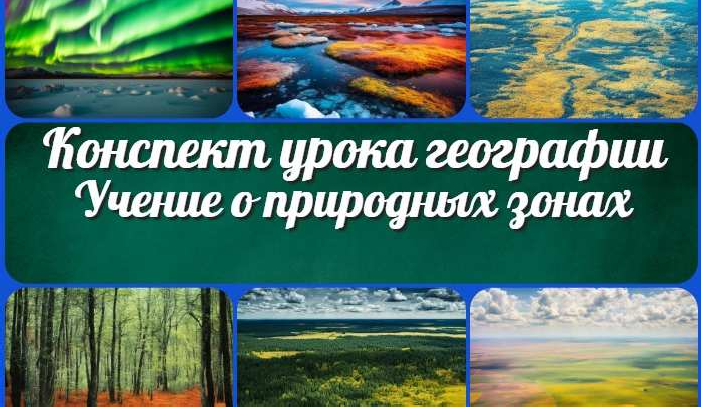 Конспект урока географии
Учение о природных зонах